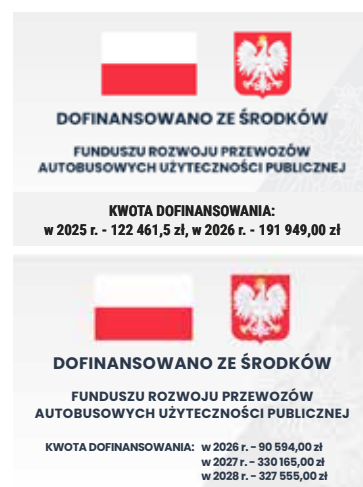 DOFINANSOWANO ZE ŚRODKÓW
FUNDUSZU ROZWOJU PRZEWOZÓW
AUTOBUSOWYCH UŻYTECZNOŚCI PUBLICZNEJ
KWOTA DOFINANSOWANIA:
w 2025 r. - 122 461,5 zł, w 2026 r. - 191 949,00 zł
DOFINANSOWANO ZE ŚRODKÓW
FUNDUSZU ROZWOJU PRZEWOZÓW
AUTOBUSOWYCH UŻYTECZNOŚCI PUBLICZNEJ
KWOTA DOFINANSOWANIA: w 2026 r. - 90 594,00 zł
w 2027 r. - 330 165,00 zł
w 2028 r. - 327 555,00 zł